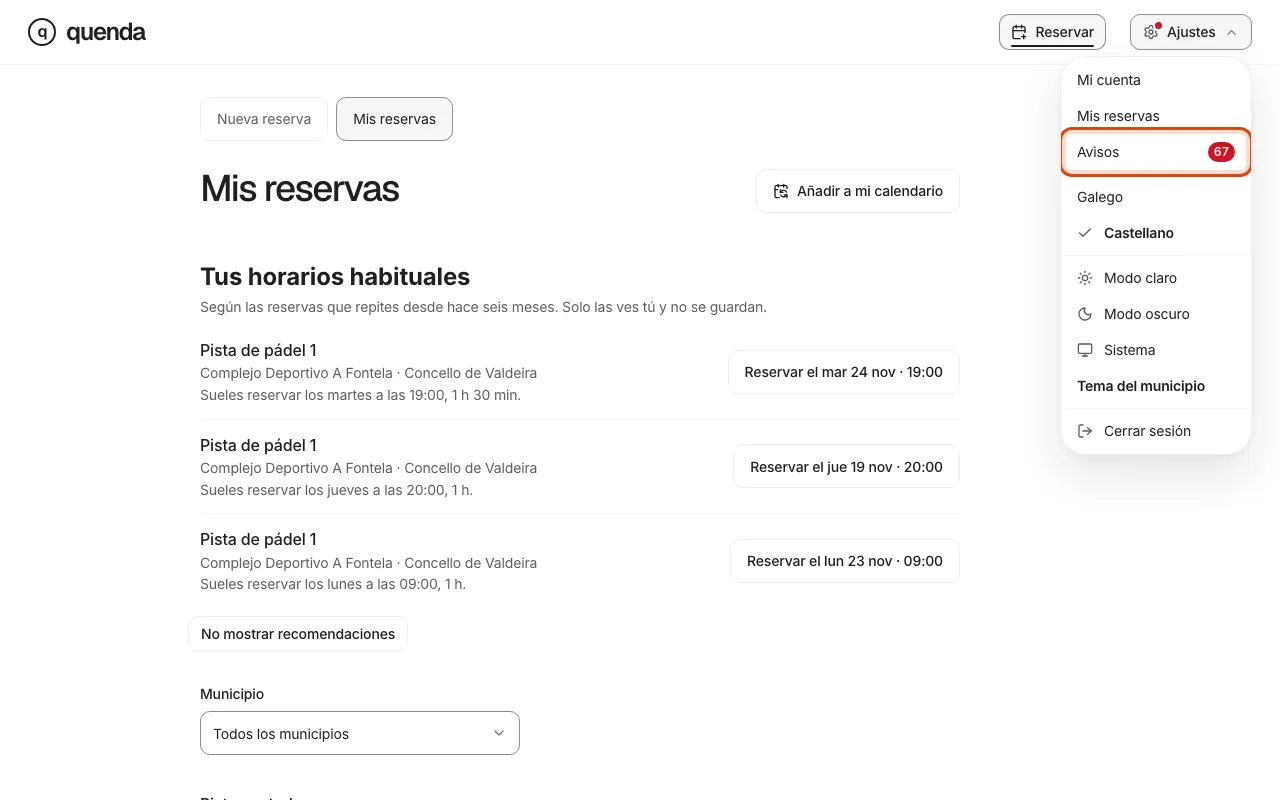 q quenda
Reservar
Ajustes
Nueva reserva
Mis reservas
Mis reservas
Añadir a mi calendario
Tus horarios habituales
Según las reservas que repites desde hace seis meses. Solo las ves tú y no se guardan.
Pista de pádel 1
Complejo Deportivo A Fontela · Concello de Valdeira
Sueles reservar los martes a las 19:00, 1 h 30 min.
Reservar el mar 24 nov · 19:00
Pista de pádel 1
Complejo Deportivo A Fontela · Concello de Valdeira
Sueles reservar los jueves a las 20:00, 1 h.
Reservar el jue 19 nov · 20:00
Pista de pádel 1
Complejo Deportivo A Fontela · Concello de Valdeira
Sueles reservar los lunes a las 09:00, 1 h.
Reservar el lun 23 nov · 09:00
No mostrar recomendaciones
Municipio
Todos los municipios
Mi cuenta
Mis reservas
Avisos 67
Galego
Castellano
Modo claro
Modo oscuro
Sistema
Tema del municipio
Cerrar sesión